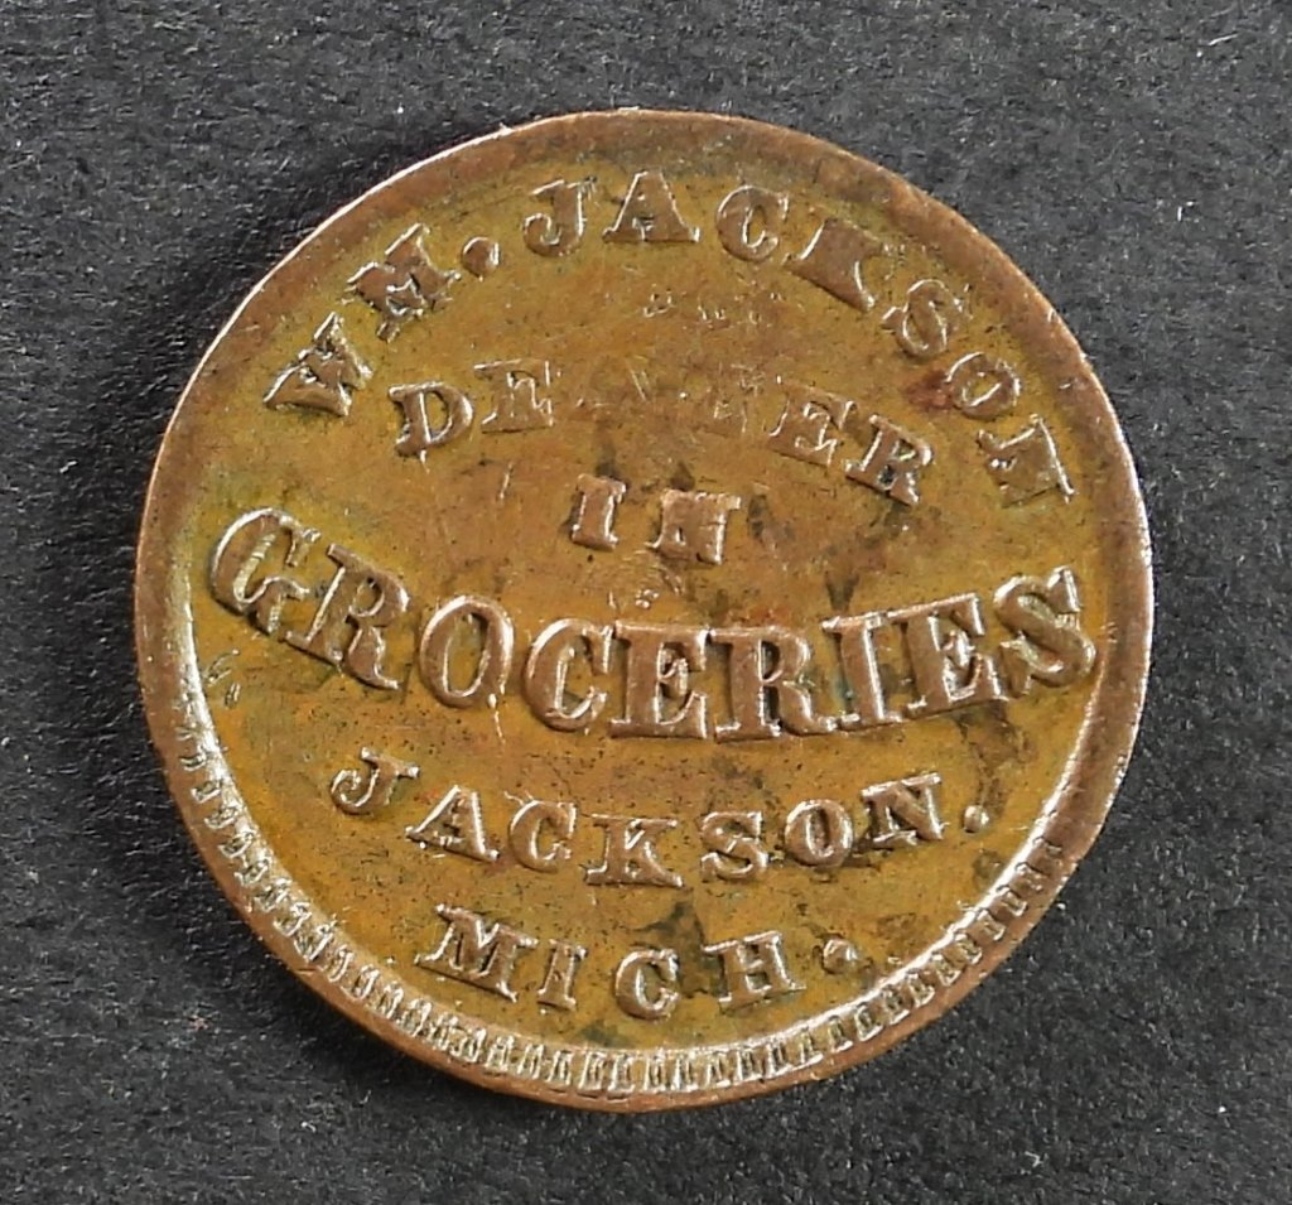 WM. JACKSON
DEALER
IN
GROCERIES
JACKSON.
MICH.